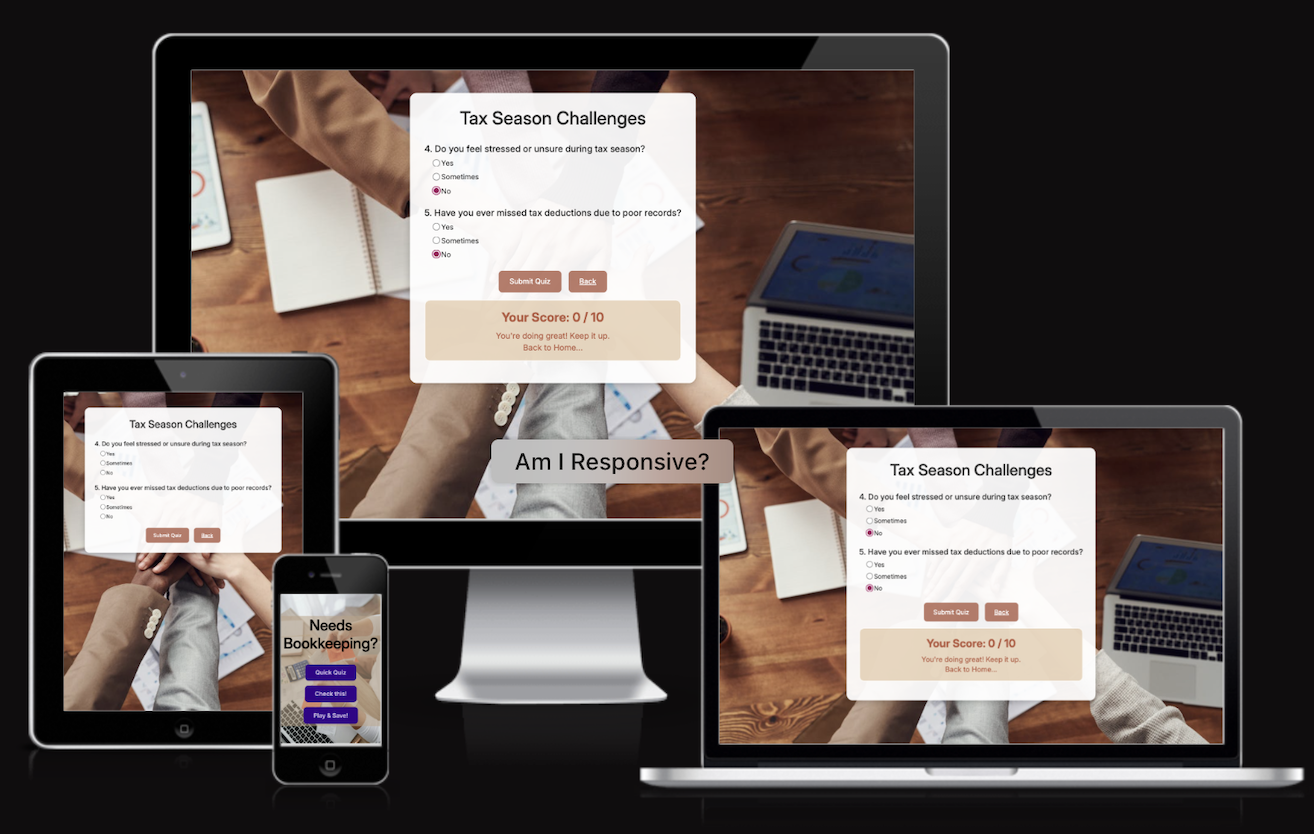 Tax Season Challenges
4. Do you feel stressed or unsure during tax season?
Yes
Sometimes
No
5. Have you ever missed tax deductions due to poor records?
Yes
Sometimes
No
Submit Quiz Back
Your Score: 0 / 10
You're doing great! Keep it up.
Back to Home...
Am I Responsive?
Tax Season Challenges
4. Do you feel stressed or unsure during tax season?
Yes
Sometimes
No
5. Have you ever missed tax deductions due to poor records?
Yes
Sometimes
No
Submit Quiz Back
Needs
Bookkeeping?
Quick Quiz
Check this!
Play & Save!
Tax Season Challenges
4. Do you feel stressed or unsure during tax season?
Yes
Sometimes
No
5. Have you ever missed tax deductions due to poor records?
Yes
Sometimes
No
Submit Quiz Back
Your Score: 0 / 10
You're doing great! Keep it up.
Back to Home...